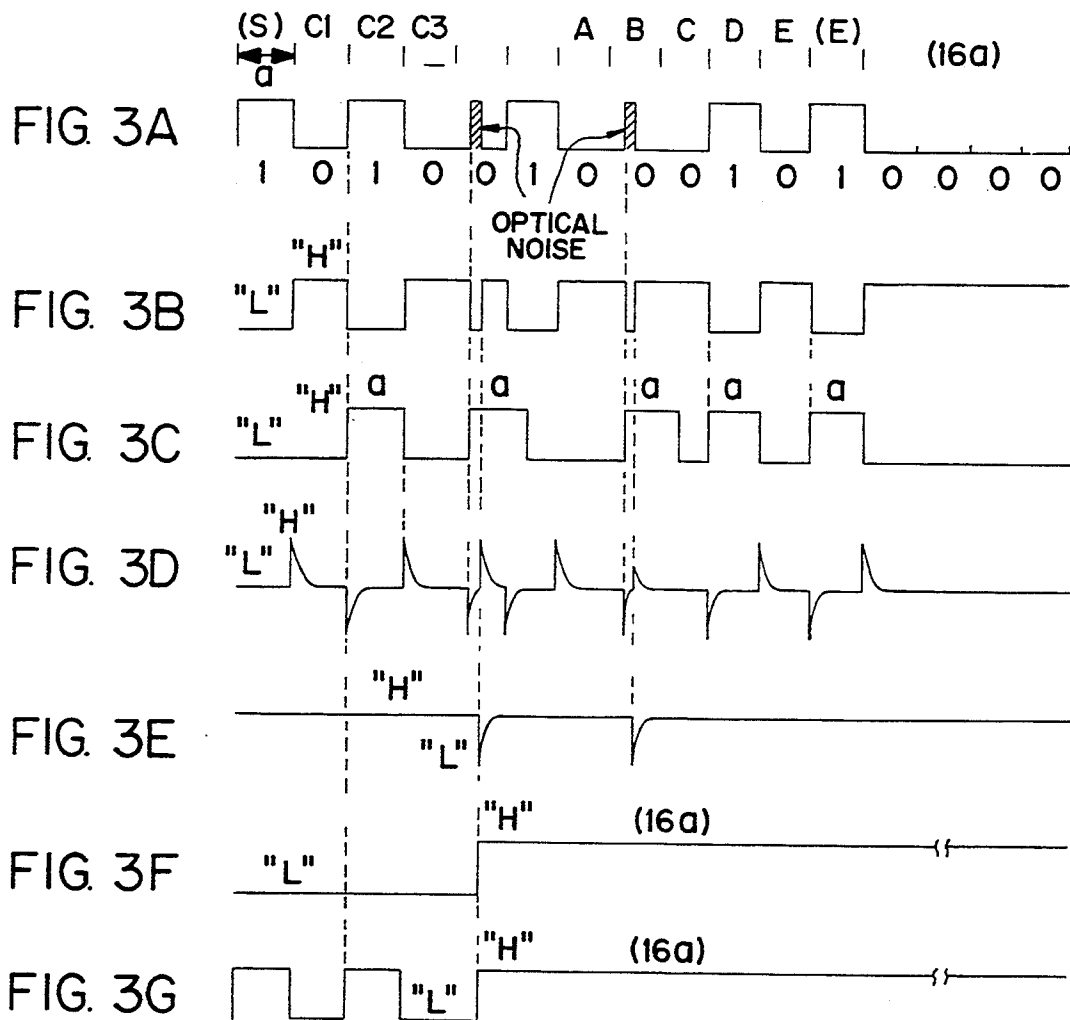 (S) C1 C2 C3 A B C D E (E) (16a)
a
FIG. 3A
1 0 1 0 0 1 0 0 0 1 0 1 0 0 0 0
OPTICAL
NOISE
"H"
"L"
FIG. 3B
"H" a a a a a
"L"
FIG. 3C
"H"
"L"
FIG. 3D
"H"
"L"
FIG. 3E
"H" (16a)
"L"
FIG. 3F
"H" (16a)
"L"
FIG. 3G